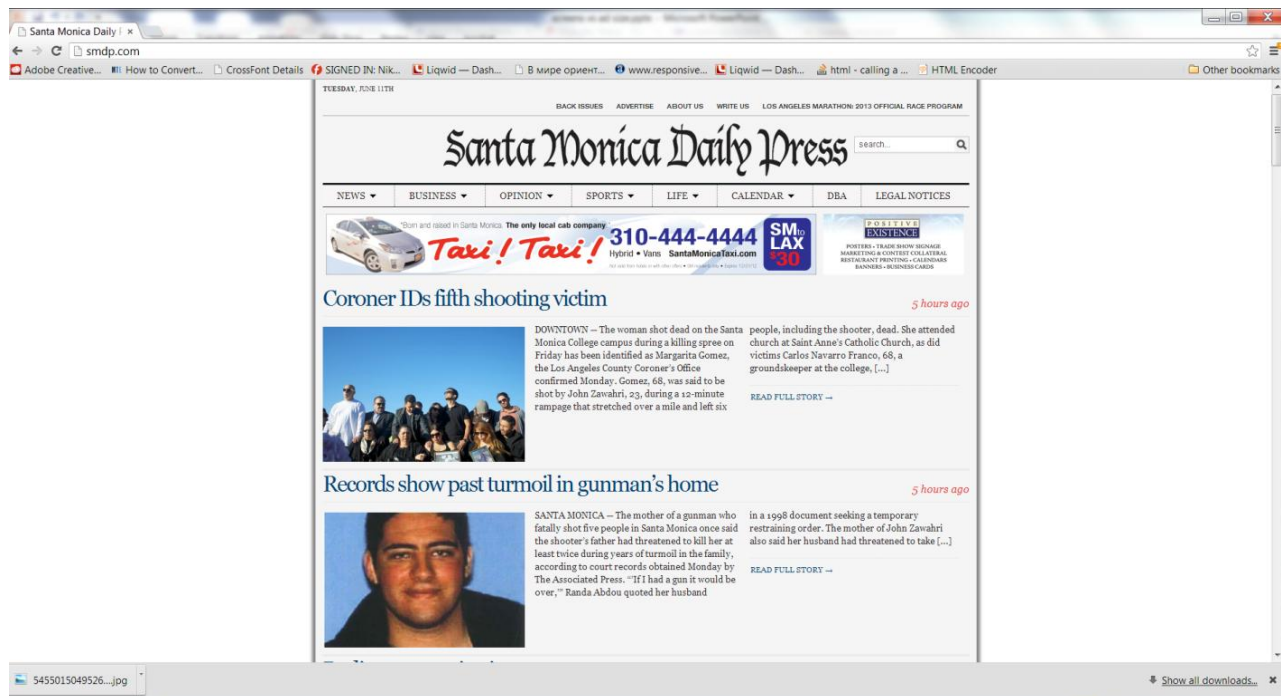 Santa Monica Daily
smdp.com
Adobe Creative... How to Convert... CrossFont Details SIGNED IN: Nik... Liqwid — Dash... В мире ориент... www.responsive... Liqwid — Dash... html - calling a ... HTML Encoder Other bookmarks
TUESDAY, JUNE 11TH
BACK ISSUES ADVERTISE ABOUT US WRITE US LOS ANGELES MARATHON: 2013 OFFICIAL RACE PROGRAM
Santa Monica Daily Press
search...
NEWS BUSINESS OPINION SPORTS LIFE CALENDAR DBA LEGAL NOTICES
"Born and raised in Santa Monica. The only local cab company
Taxi! Taxi!
310-444-4444
Hybrid • Vans SantaMonicaTaxi.com
SM to
LAX
$30
POSITIVE
EXISTENCE
POSTERS • TRADE SHOW SIGNAGE
MARKETING & CONTEST COLLATERAL
RESTAURANT PRINTING • CALENDARS
BANNERS • BUSINESS CARDS
Coroner IDs fifth shooting victim
5 hours ago
DOWNTOWN — The woman shot dead on the Santa
Monica College campus during a killing spree on
Friday has been identified as Margarita Gomez,
the Los Angeles County Coroner's Office
confirmed Monday. Gomez, 68, was said to be
shot by John Zawahri, 23, during a 12-minute
rampage that stretched over a mile and left six
people, including the shooter, dead. She attended
church at Saint Anne's Catholic Church, as did
victims Carlos Navarro Franco, 68, a
groundskeeper at the college, [...]
READ FULL STORY →
Records show past turmoil in gunman's home
5 hours ago
SANTA MONICA — The mother of a gunman who
fatally shot five people in Santa Monica once said
the shooter's father had threatened to kill her at
least twice during years of turmoil in the family,
according to court records obtained Monday by
The Associated Press. "'If I had a gun it would be
over,'" Randa Abdou quoted her husband
in a 1998 document seeking a temporary
restraining order. The mother of John Zawahri
also said her husband had threatened to take [...]
READ FULL STORY →
5455015049526....jpg
Show all downloads...